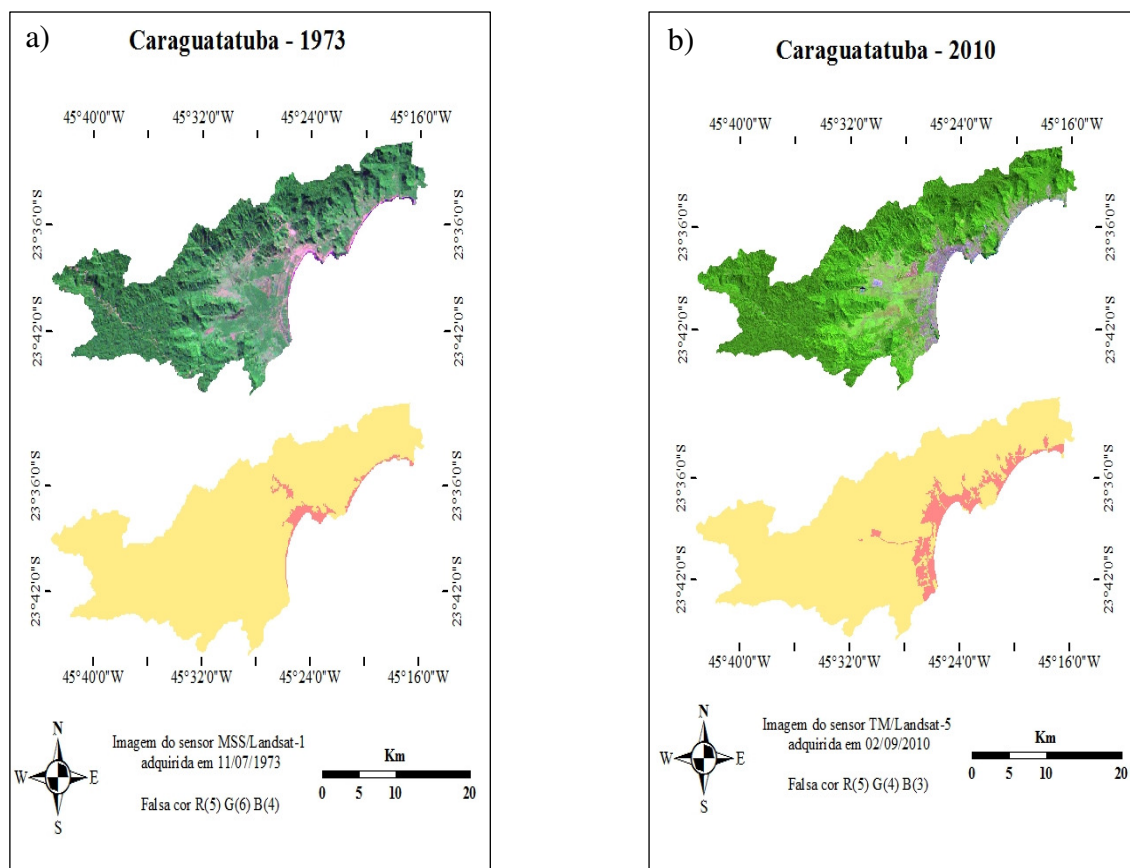 a)
Caraguatatuba - 1973
45°40'0"W 45°32'0"W 45°24'0"W 45°16'0"W
23°36'0"S
23°36'0"S
23°42'0"S
23°42'0"S
23°36'0"S
23°36'0"S
23°42'0"S
23°42'0"S
45°40'0"W 45°32'0"W 45°24'0"W 45°16'0"W
N
W E
S
Imagem do sensor MSS/Landsat-1
adquirida em 11/07/1973
Falsa cor R(5) G(6) B(4)
Km
0 5 10 20
b)
Caraguatatuba - 2010
45°40'0"W 45°32'0"W 45°24'0"W 45°16'0"W
23°36'0"S
23°36'0"S
23°42'0"S
23°42'0"S
23°36'0"S
23°36'0"S
23°42'0"S
23°42'0"S
45°40'0"W 45°32'0"W 45°24'0"W 45°16'0"W
N
W E
S
Imagem do sensor TM/Landsat-5
adquirida em 02/09/2010
Falsa cor R(5) G(4) B(3)
Km
0 5 10 20